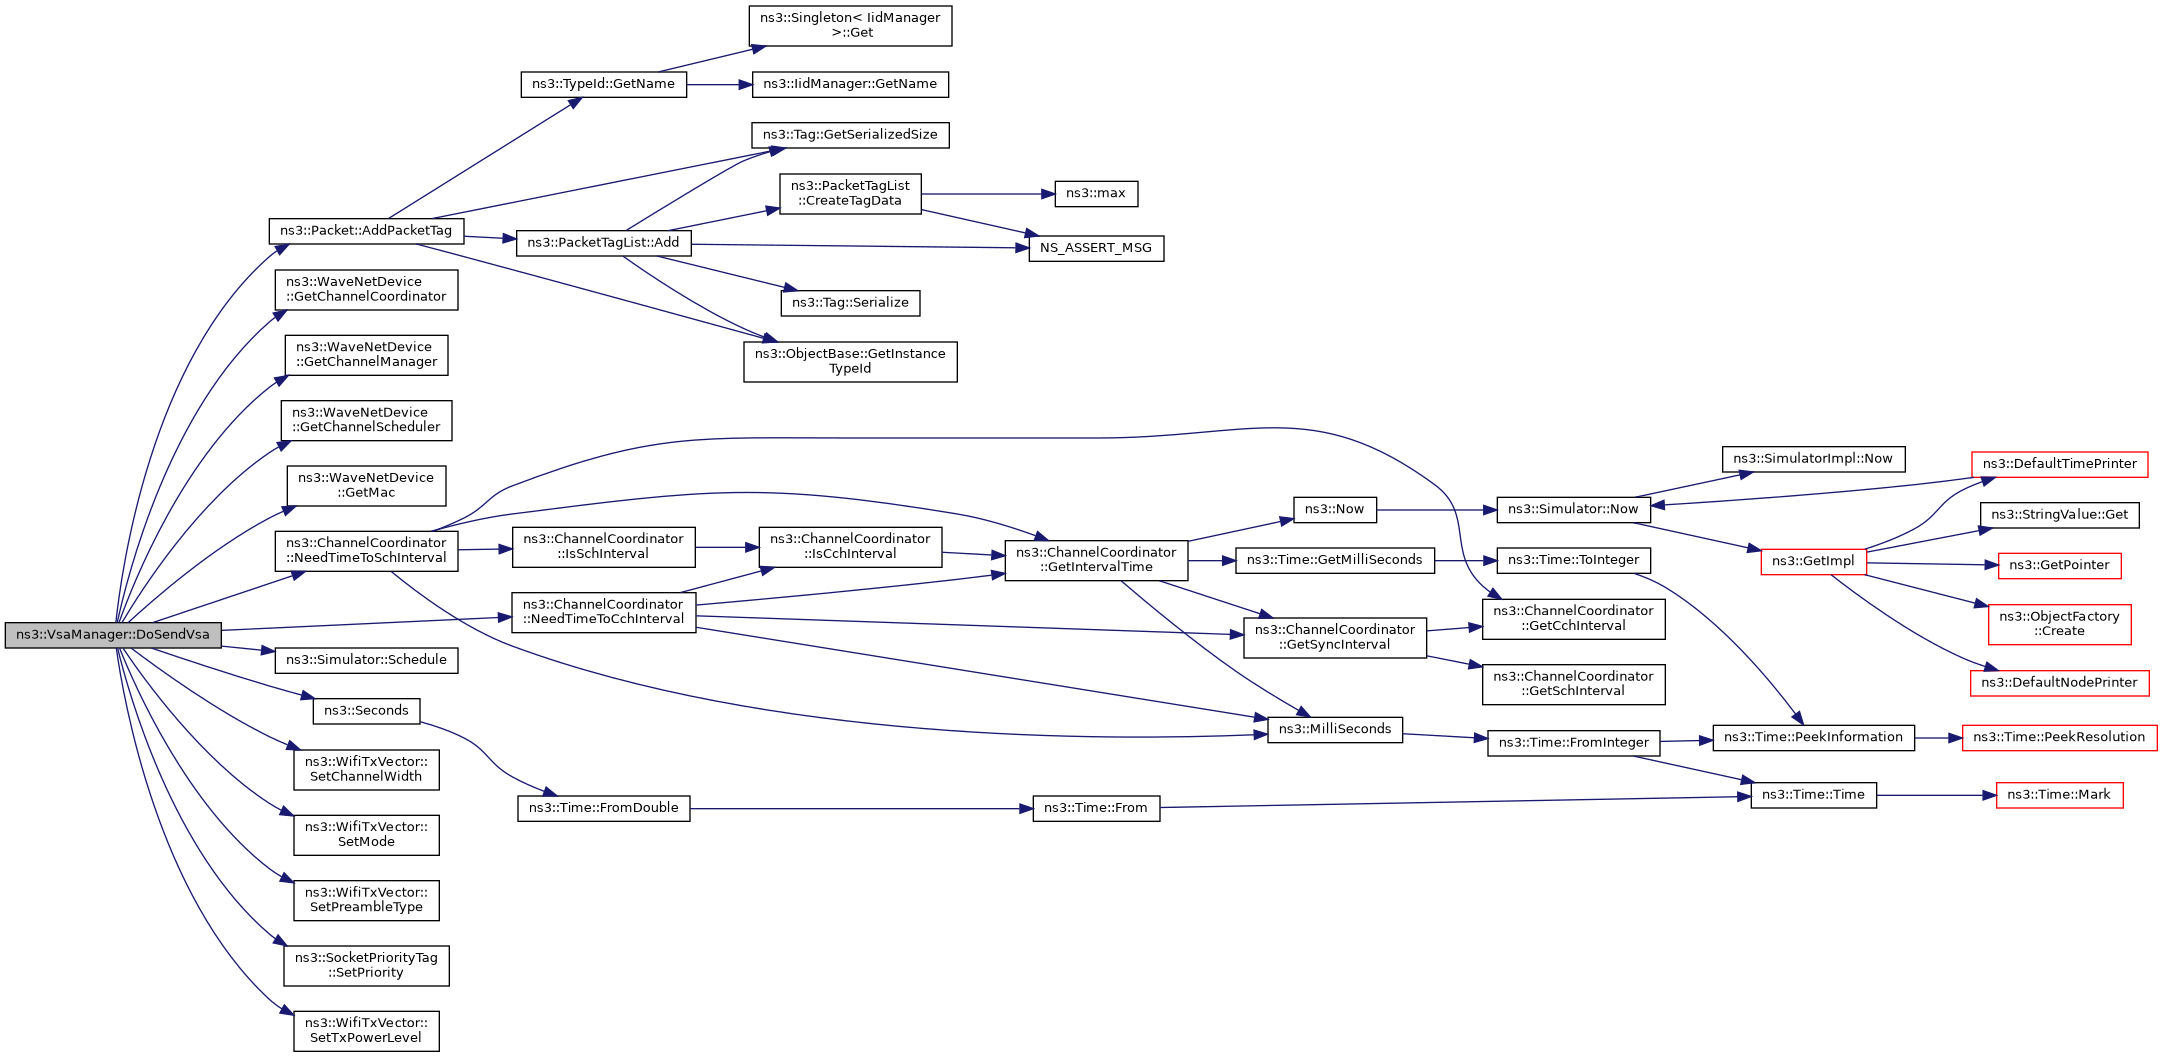 ns3::VsaManager::DoSendVsa
ns3::Packet::AddPacketTag
ns3::WaveNetDevice
::GetChannelCoordinator
ns3::WaveNetDevice
::GetChannelManager
ns3::WaveNetDevice
::GetChannelScheduler
ns3::WaveNetDevice
::GetMac
ns3::ChannelCoordinator
::NeedTimeToSchInterval
ns3::Simulator::Schedule
ns3::Seconds
ns3::WifiTxVector::
SetChannelWidth
ns3::WifiTxVector::
SetMode
ns3::WifiTxVector::
SetPreambleType
ns3::SocketPriorityTag
::SetPriority
ns3::WifiTxVector::
SetTxPowerLevel
ns3::TypeId::GetName
ns3::PacketTagList::Add
ns3::ChannelCoordinator
::IsSchInterval
ns3::ChannelCoordinator
::NeedTimeToCchInterval
ns3::Time::FromDouble
ns3::Singleton< IidManager
>::Get
ns3::IidManager::GetName
ns3::Tag::GetSerializedSize
ns3::PacketTagList
::CreateTagData
ns3::Tag::Serialize
ns3::ObjectBase::GetInstance
TypeId
ns3::ChannelCoordinator
::IsCchInterval
ns3::max
NS_ASSERT_MSG
ns3::ChannelCoordinator
::GetIntervalTime
ns3::Time::From
ns3::Now
ns3::Time::GetMilliSeconds
ns3::ChannelCoordinator
::GetSyncInterval
ns3::MilliSeconds
ns3::Simulator::Now
ns3::Time::ToInteger
ns3::ChannelCoordinator
::GetCchInterval
ns3::ChannelCoordinator
::GetSchInterval
ns3::Time::FromInteger
ns3::SimulatorImpl::Now
ns3::GetImpl
ns3::Time::PeekInformation
ns3::Time::Time
ns3::DefaultTimePrinter
ns3::StringValue::Get
ns3::GetPointer
ns3::ObjectFactory
::Create
ns3::DefaultNodePrinter
ns3::Time::PeekResolution
ns3::Time::Mark